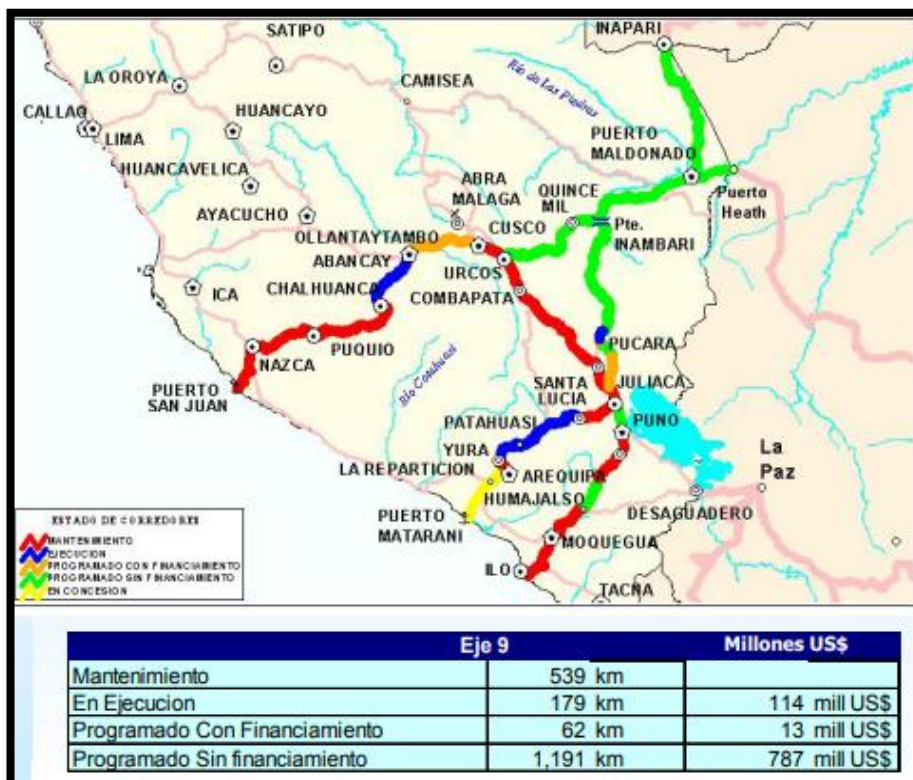 INAPARI
SATIPO
LA OROYA
CAMISEA
Río de Las Piedras
CALLAO
HUANCAYO
LIMA
PUERTO
MALDONADO
HUANCAVELICA
ABRA
MALAGA
QUINCE
MIL
Puerto
Heath
AYACUCHO
CUSCO
Pte.
INAMBARI
OLLANTAYTAMBO
ABANCAY
URCOS
ICA
CHALHUANCA
COMBAPATA
PUCARA
NAZCA
PUQUIO
SANTA
LUCIA
JULIACA
PUERTO
SAN JUAN
PATAHUASI
PUNO
YURA
La
Paz
LA REPARTICION
AREQUIPA
HUMAJALSO
DESAGUADERO
PUERTO
MATARANI
MOQUEGUA
ILO
TACNA
ESTADO DE CORREDORES
MANTENIMIENTO
EJECUCION
PROGRAMADO CON FINANCIAMIENTO
PROGRAMADO SIN FINANCIAMIENTO
EN CONCESION
Eje 9 Millones US$
Mantenimiento 539 km
En Ejecucion 179 km 114 mill US$
Programado Con Financiamiento 62 km 13 mill US$
Programado Sin financiamiento 1,191 km 787 mill US$